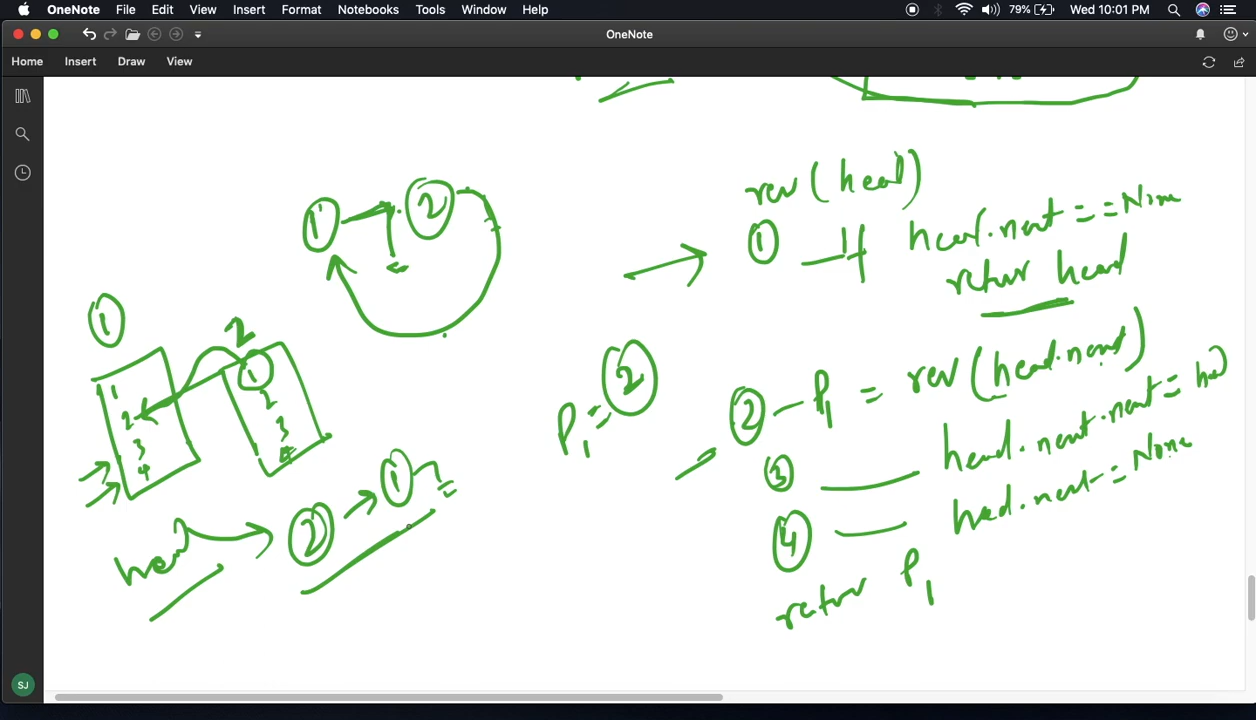 OneNote File Edit View Insert Format Notebooks Tools Window Help 79% Wed 10:01 PM
OneNote
Home Insert Draw View
rev (head)
① if head.next == None
return head
① 2
1 2 3 4
① 2 3 4
1 → 2
P1 = ②
② — P1 = rev (head.next)
③ — head.next.next = head
④ — head.next = None
return P1
head → ② → ①
SJ